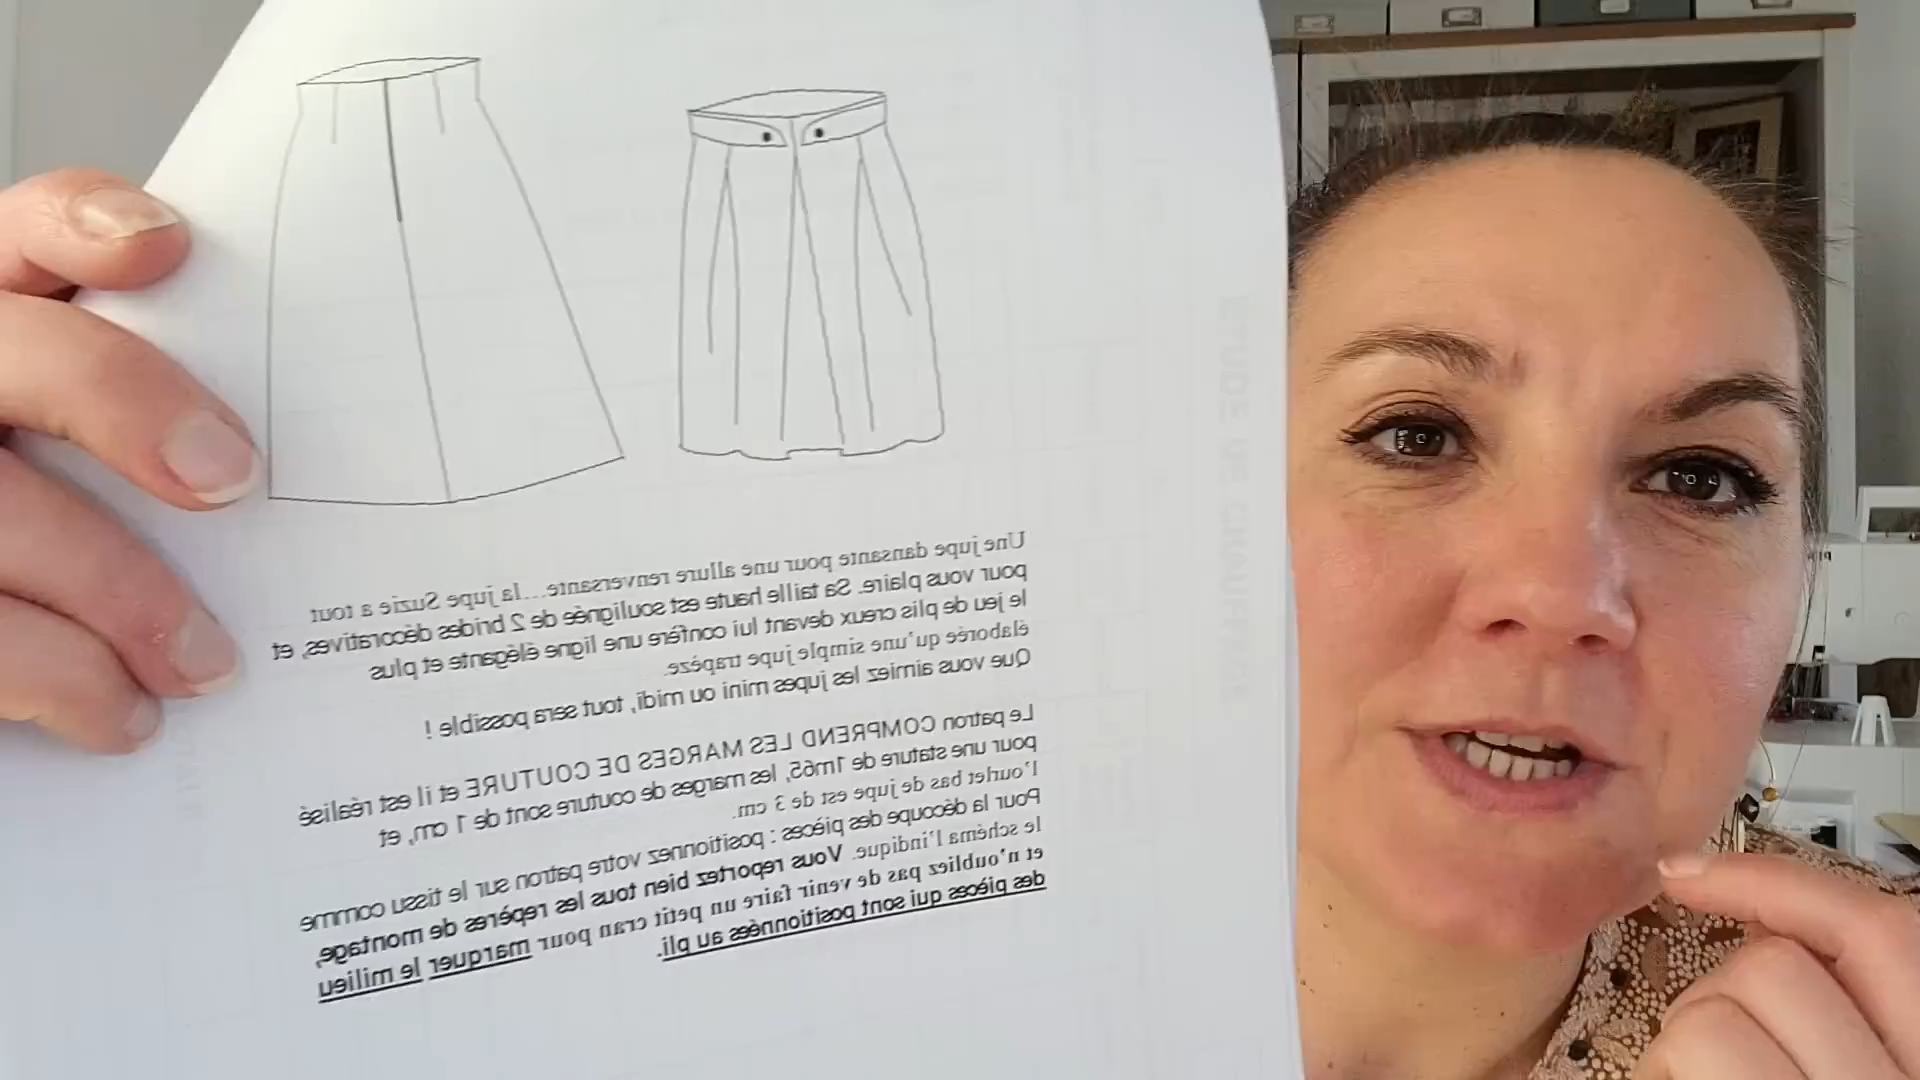 Une jupe dansante pour une allure renversante…la jupe Suzie a tout
pour vous plaire. Sa taille haute est soulignée de 2 brides décoratives, et
le jeu de plis creux devant lui confère une ligne élégante et plus
élaborée qu'une simple jupe trapèze.
Que vous aimiez les jupes mini ou midi, tout sera possible !
Le patron COMPREND LES MARGES DE COUTURE et il est réalisé
pour une stature de 1m65, les marges de couture sont de 1 cm, et
l'ourlet bas de jupe est de 3 cm.
Pour la découpe des pièces : positionnez votre patron sur le tissu comme
le schéma l'indique. Vous reportez bien tous les repères de montage,
et n'oubliez pas de venir faire un petit cran pour marquer le milieu
des pièces qui sont positionnées au pli.
ETUDE DE CHAUFFAGE